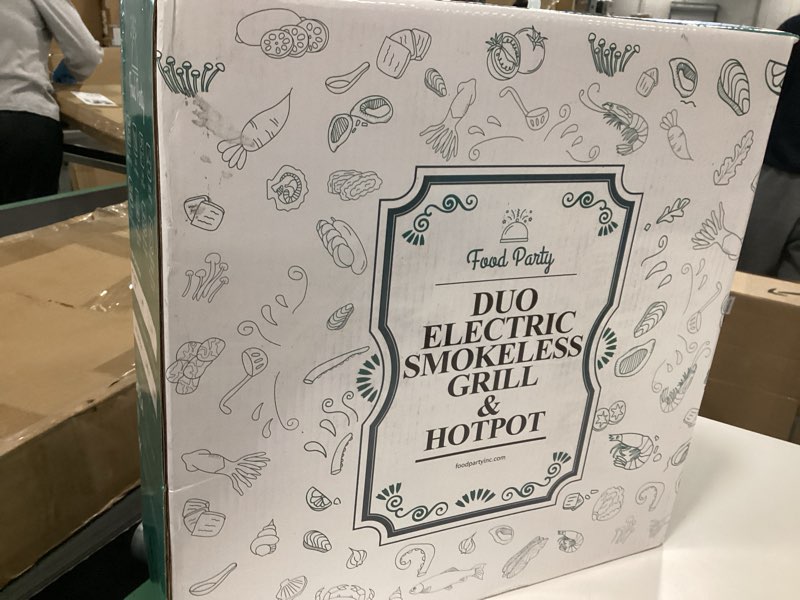 Food Party
DUO
ELECTRIC
SMOKELESS
GRILL
&
HOTPOT
foodpartyinc.com